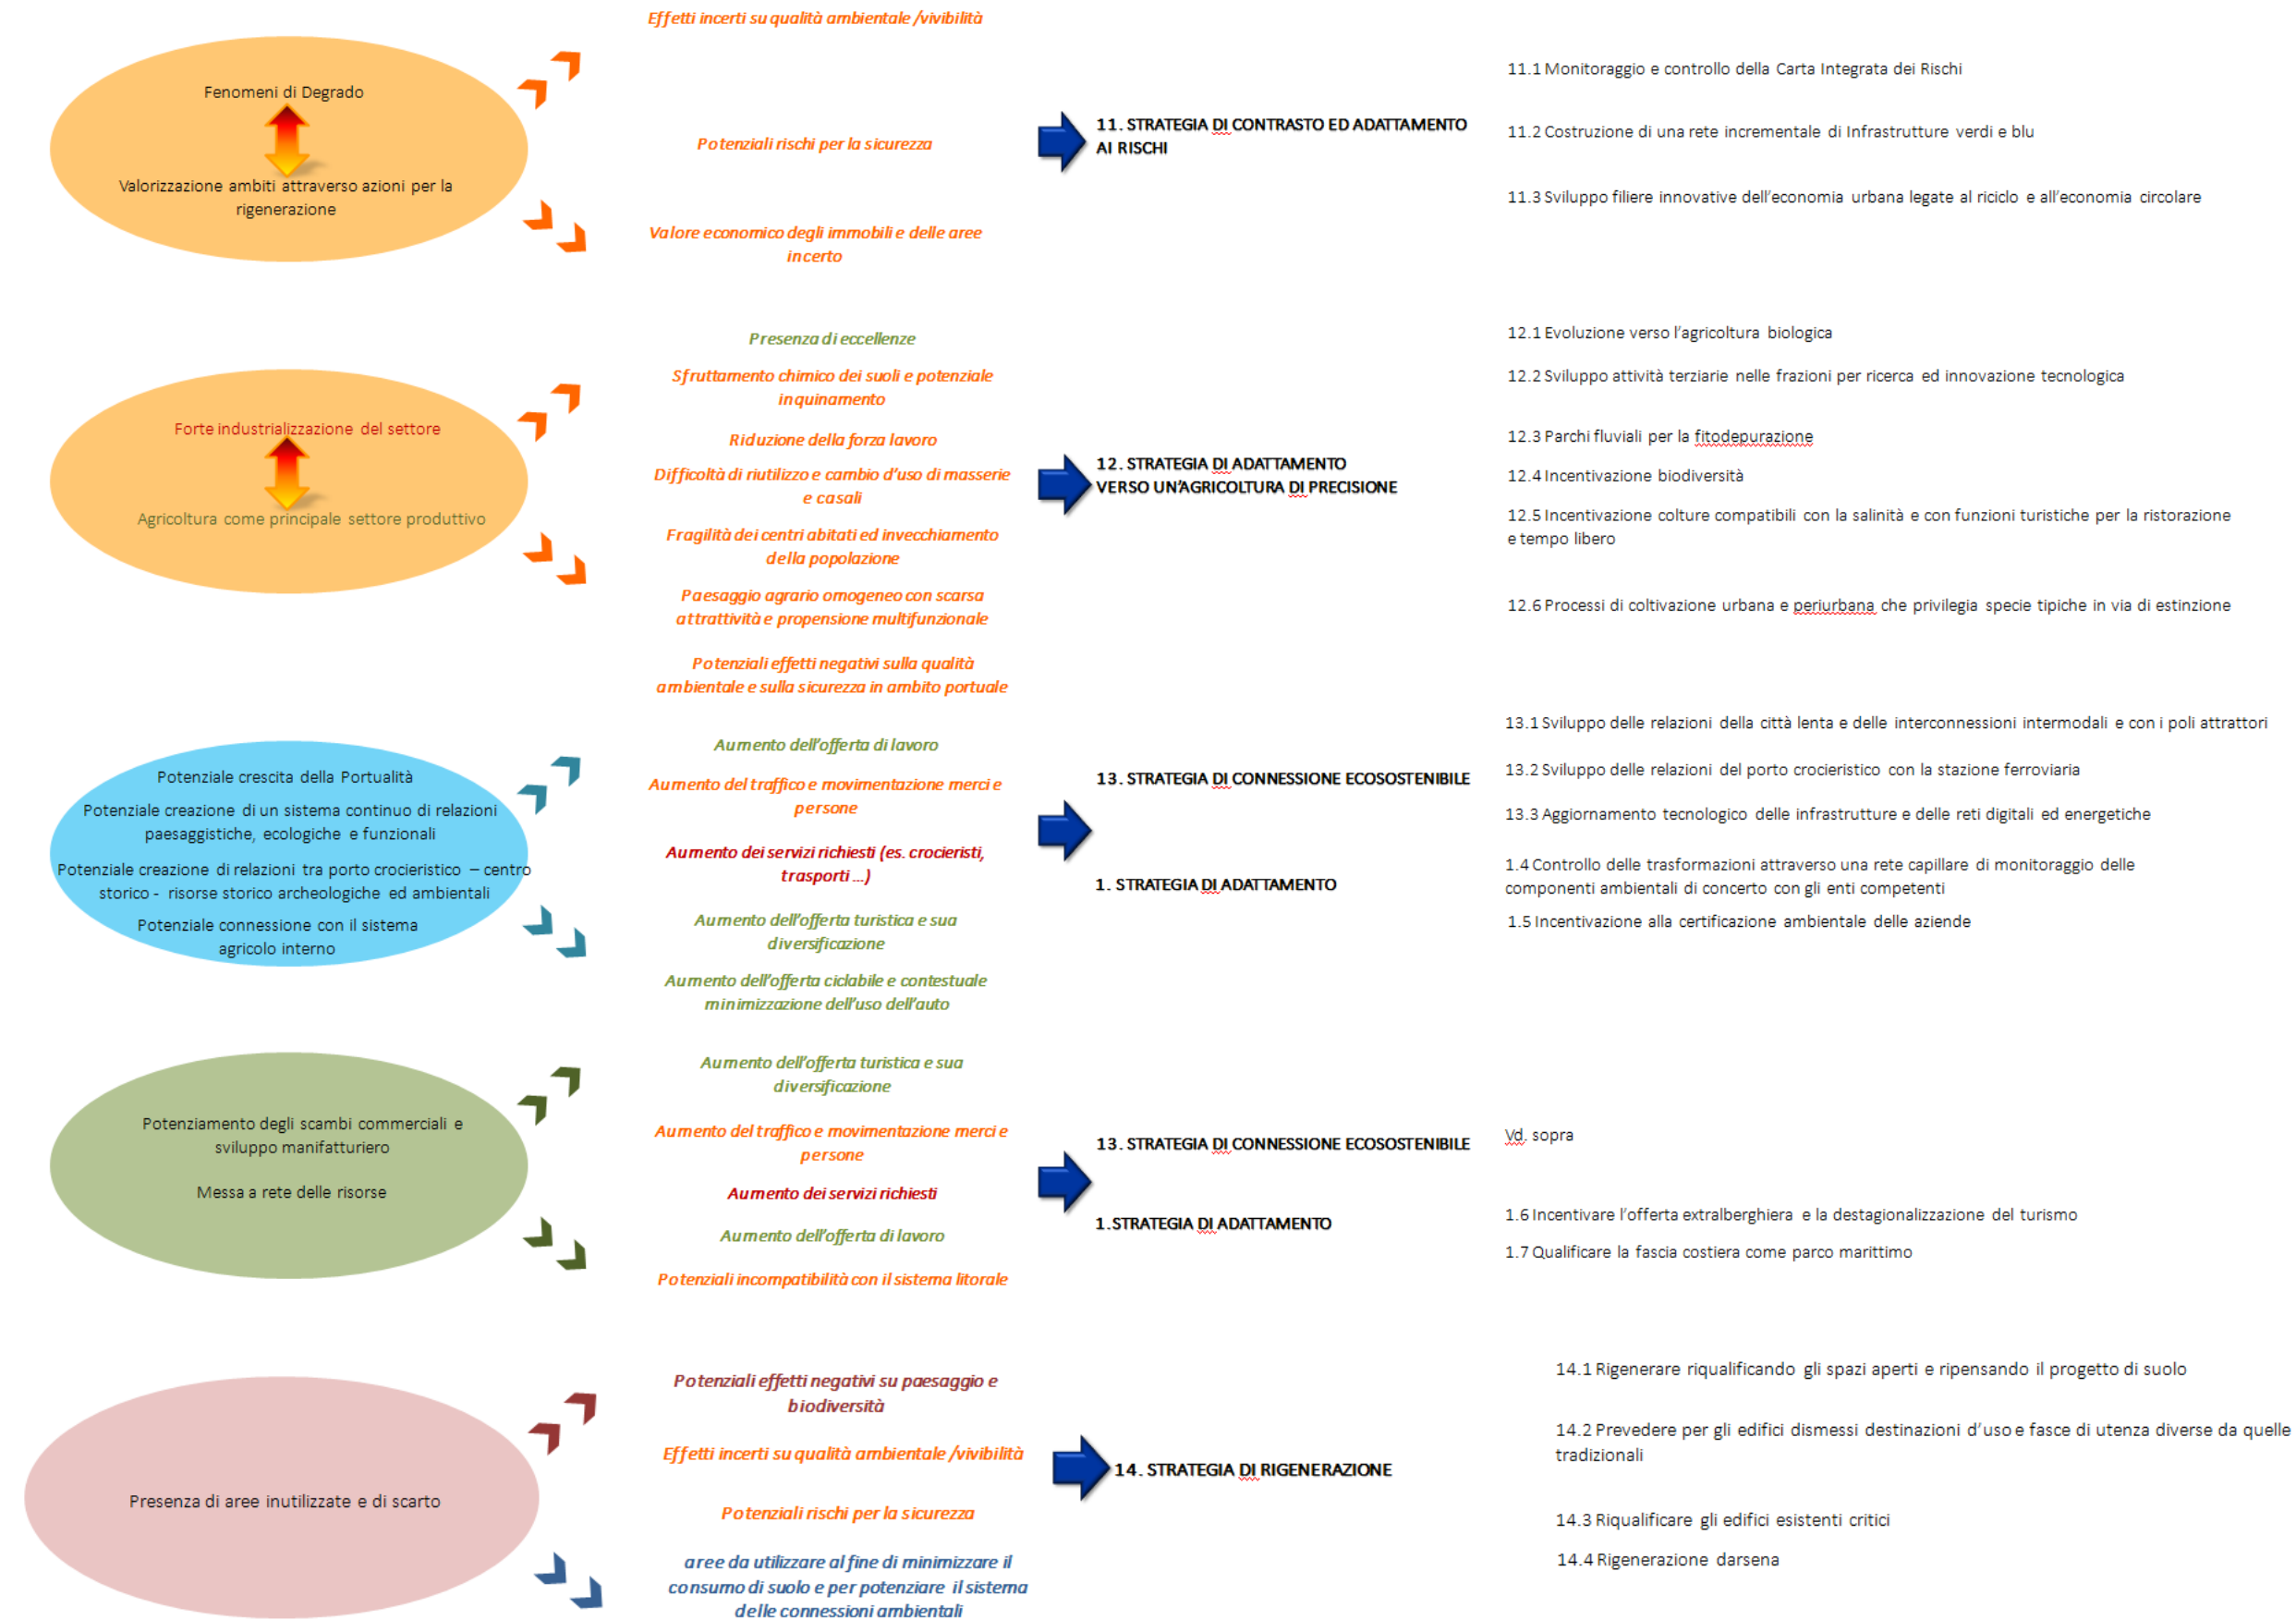 Effetti incerti su qualità ambientale /vivibilità
Fenomeni di Degrado
Valorizzazione ambiti attraverso azioni per la
rigenerazione
Potenziali rischi per la sicurezza
Valore economico degli immobili e delle aree
incerto
11. STRATEGIA DI CONTRASTO ED ADATTAMENTO
AI RISCHI
11.1 Monitoraggio e controllo della Carta Integrata dei Rischi
11.2 Costruzione di una rete incrementale di Infrastrutture verdi e blu
11.3 Sviluppo filiere innovative dell'economia urbana legate al riciclo e all'economia circolare
Forte industrializzazione del settore
Agricoltura come principale settore produttivo
Presenza di eccellenze
Sfruttamento chimico dei suoli e potenziale
inquinamento
Riduzione della forza lavoro
Difficoltà di riutilizzo e cambio d'uso di masserie
e casali
Fragilità dei centri abitati ed invecchiamento
della popolazione
Paesaggio agrario omogeneo con scarsa
attrattività e propensione multifunzionale
Potenziali effetti negativi sulla qualità
ambientale e sulla sicurezza in ambito portuale
12. STRATEGIA DI ADATTAMENTO
VERSO UN'AGRICOLTURA DI PRECISIONE
12.1 Evoluzione verso l'agricoltura biologica
12.2 Sviluppo attività terziarie nelle frazioni per ricerca ed innovazione tecnologica
12.3 Parchi fluviali per la fitodepurazione
12.4 Incentivazione biodiversità
12.5 Incentivazione colture compatibili con la salinità e con funzioni turistiche per la ristorazione
e tempo libero
12.6 Processi di coltivazione urbana e periurbana che privilegia specie tipiche in via di estinzione
Potenziale crescita della Portualità
Potenziale creazione di un sistema continuo di relazioni
paesaggistiche, ecologiche e funzionali
Potenziale creazione di relazioni tra porto crocieristico – centro
storico - risorse storico archeologiche ed ambientali
Potenziale connessione con il sistema
agricolo interno
Aumento dell'offerta di lavoro
Aumento del traffico e movimentazione merci e
persone
Aumento dei servizi richiesti (es. crocieristi,
trasporti ...)
Aumento dell'offerta turistica e sua
diversificazione
Aumento dell'offerta ciclabile e contestuale
minimizzazione dell'uso dell'auto
13. STRATEGIA DI CONNESSIONE ECOSOSTENIBILE
1. STRATEGIA DI ADATTAMENTO
13.1 Sviluppo delle relazioni della città lenta e delle interconnessioni intermodali e con i poli attrattori
13.2 Sviluppo delle relazioni del porto crocieristico con la stazione ferroviaria
13.3 Aggiornamento tecnologico delle infrastrutture e delle reti digitali ed energetiche
1.4 Controllo delle trasformazioni attraverso una rete capillare di monitoraggio delle
componenti ambientali di concerto con gli enti competenti
1.5 Incentivazione alla certificazione ambientale delle aziende
Potenziamento degli scambi commerciali e
sviluppo manifatturiero
Messa a rete delle risorse
Aumento dell'offerta turistica e sua
diversificazione
Aumento del traffico e movimentazione merci e
persone
Aumento dei servizi richiesti
Aumento dell'offerta di lavoro
Potenziali incompatibilità con il sistema litorale
13. STRATEGIA DI CONNESSIONE ECOSOSTENIBILE
1.STRATEGIA DI ADATTAMENTO
Vd. sopra
1.6 Incentivare l'offerta extralberghiera e la destagionalizzazione del turismo
1.7 Qualificare la fascia costiera come parco marittimo
Presenza di aree inutilizzate e di scarto
Potenziali effetti negativi su paesaggio e
biodiversità
Effetti incerti su qualità ambientale /vivibilità
Potenziali rischi per la sicurezza
aree da utilizzare al fine di minimizzare il
consumo di suolo e per potenziare il sistema
delle connessioni ambientali
14. STRATEGIA DI RIGENERAZIONE
14.1 Rigenerare riqualificando gli spazi aperti e ripensando il progetto di suolo
14.2 Prevedere per gli edifici dismessi destinazioni d'uso e fasce di utenza diverse da quelle
tradizionali
14.3 Riqualificare gli edifici esistenti critici
14.4 Rigenerazione darsena